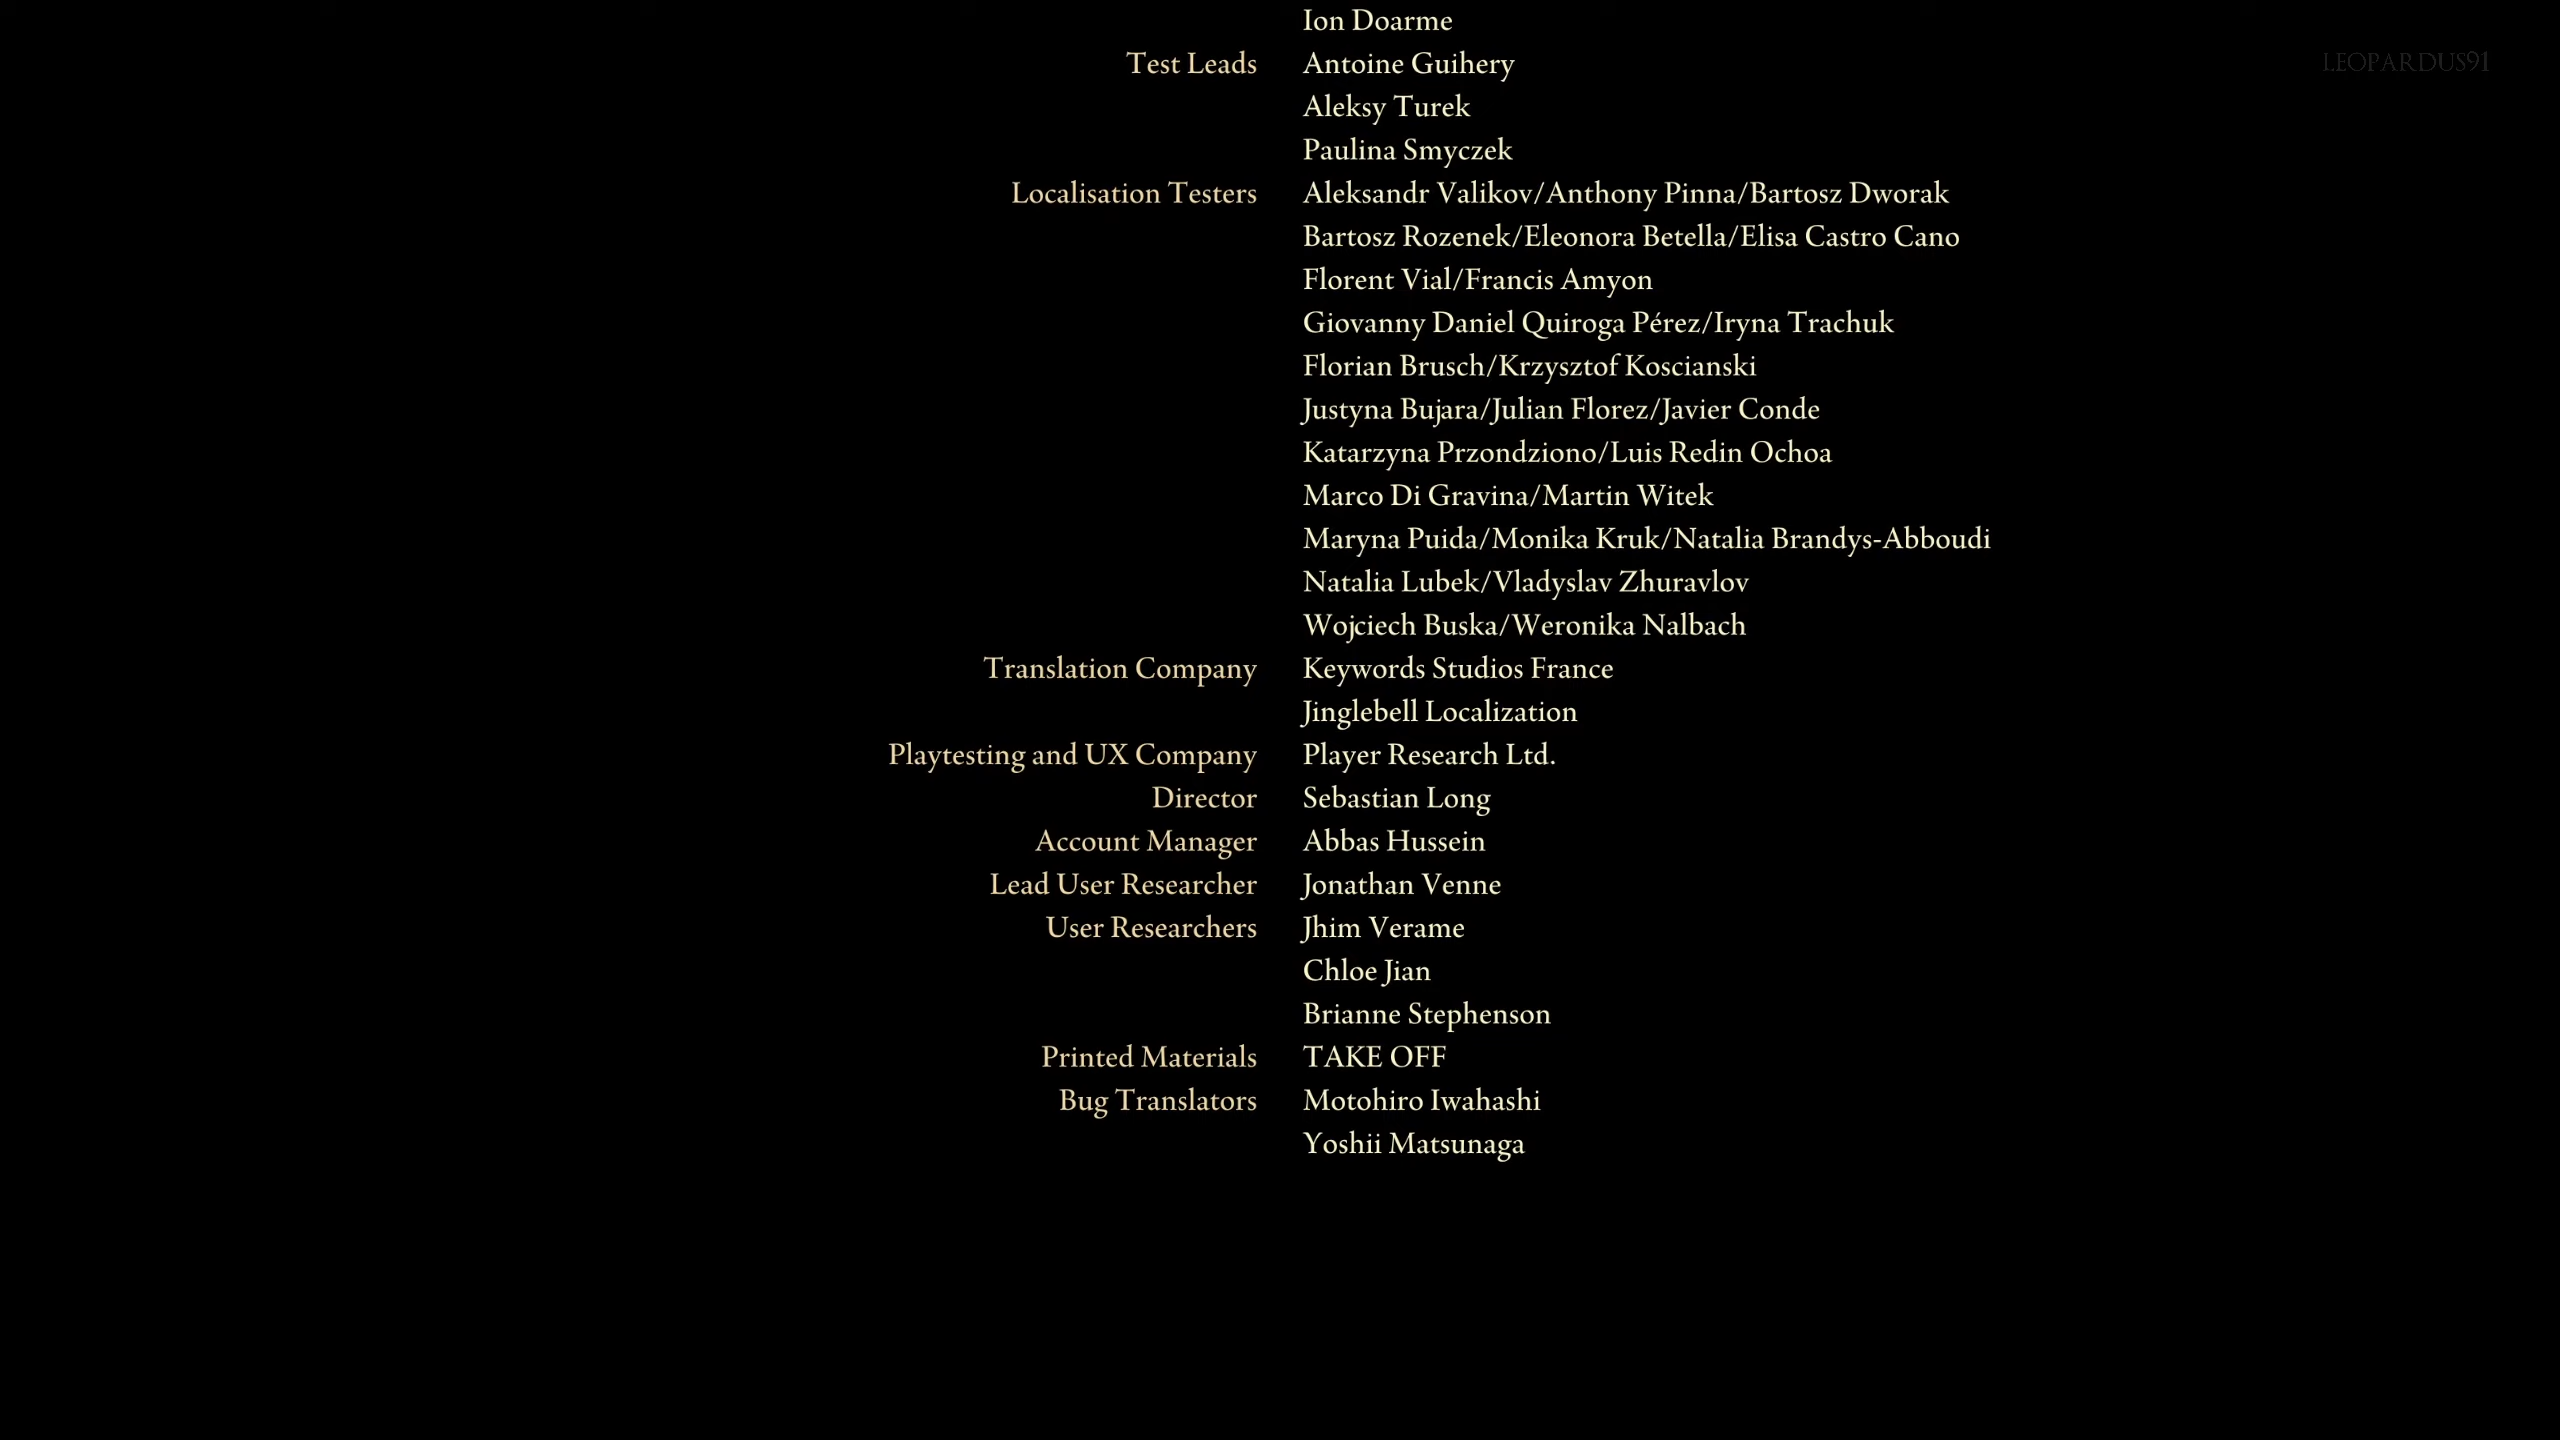 Ion Doarme
Test Leads Antoine Guihery
LEOPARDUS91
Aleksy Turek
Paulina Smyczek
Localisation Testers Aleksandr Valikov/Anthony Pinna/Bartosz Dworak
Bartosz Rozenek/Eleonora Betella/Elisa Castro Cano
Florent Vial/Francis Amyon
Giovanny Daniel Quiroga Pérez/Iryna Trachuk
Florian Brusch/Krzysztof Koscianski
Justyna Bujara/Julian Florez/Javier Conde
Katarzyna Przondziono/Luis Redin Ochoa
Marco Di Gravina/Martin Witek
Maryna Puida/Monika Kruk/Natalia Brandys-Abboudi
Natalia Lubek/Vladyslav Zhuravlov
Wojciech Buska/Weronika Nalbach
Translation Company Keywords Studios France
Jinglebell Localization
Playtesting and UX Company Player Research Ltd.
Director Sebastian Long
Account Manager Abbas Hussein
Lead User Researcher Jonathan Venne
User Researchers Jhim Verame
Chloe Jian
Brianne Stephenson
Printed Materials TAKE OFF
Bug Translators Motohiro Iwahashi
Yoshii Matsunaga